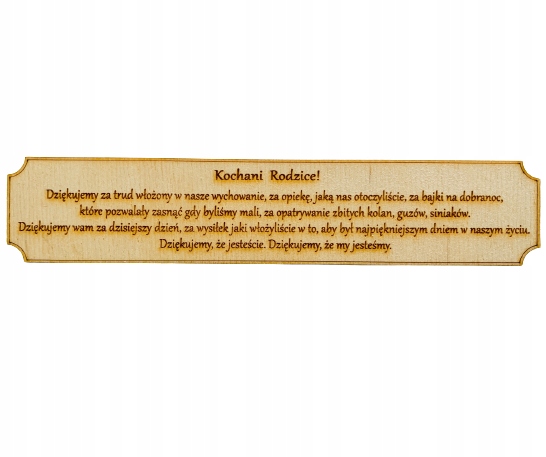 Kochani Rodzice!
Dziękujemy za trud włożony w nasze wychowanie, za opiekę, jaką nas otoczyliście, za bajki na dobranoc,
które pozwalały zasnąć gdy byliśmy mali, za opatrywanie zbitych kolan, guzów, siniaków.
Dziękujemy wam za dzisiejszy dzień, za wysiłek jaki włożyliście w to, aby był najpiękniejszym dniem w naszym życiu.
Dziękujemy, że jesteście. Dziękujemy, że my jesteśmy.